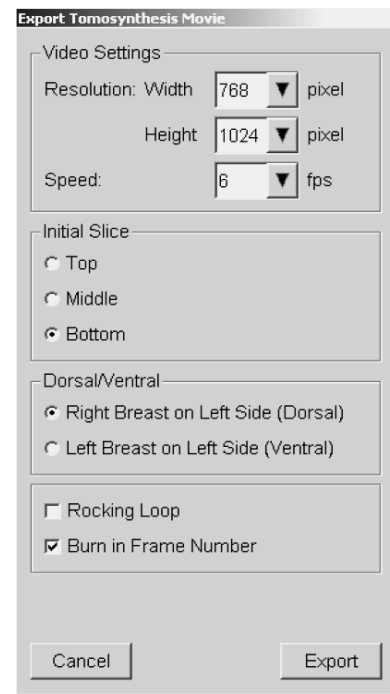 Export Tomosynthesis Movie
Video Settings
Resolution: Width 768 pixel
Height 1024 pixel
Speed: 6 fps
Initial Slice
Top
Middle
Bottom
Dorsal/Ventral
Right Breast on Left Side (Dorsal)
Left Breast on Left Side (Ventral)
Rocking Loop
Burn in Frame Number
Cancel Export